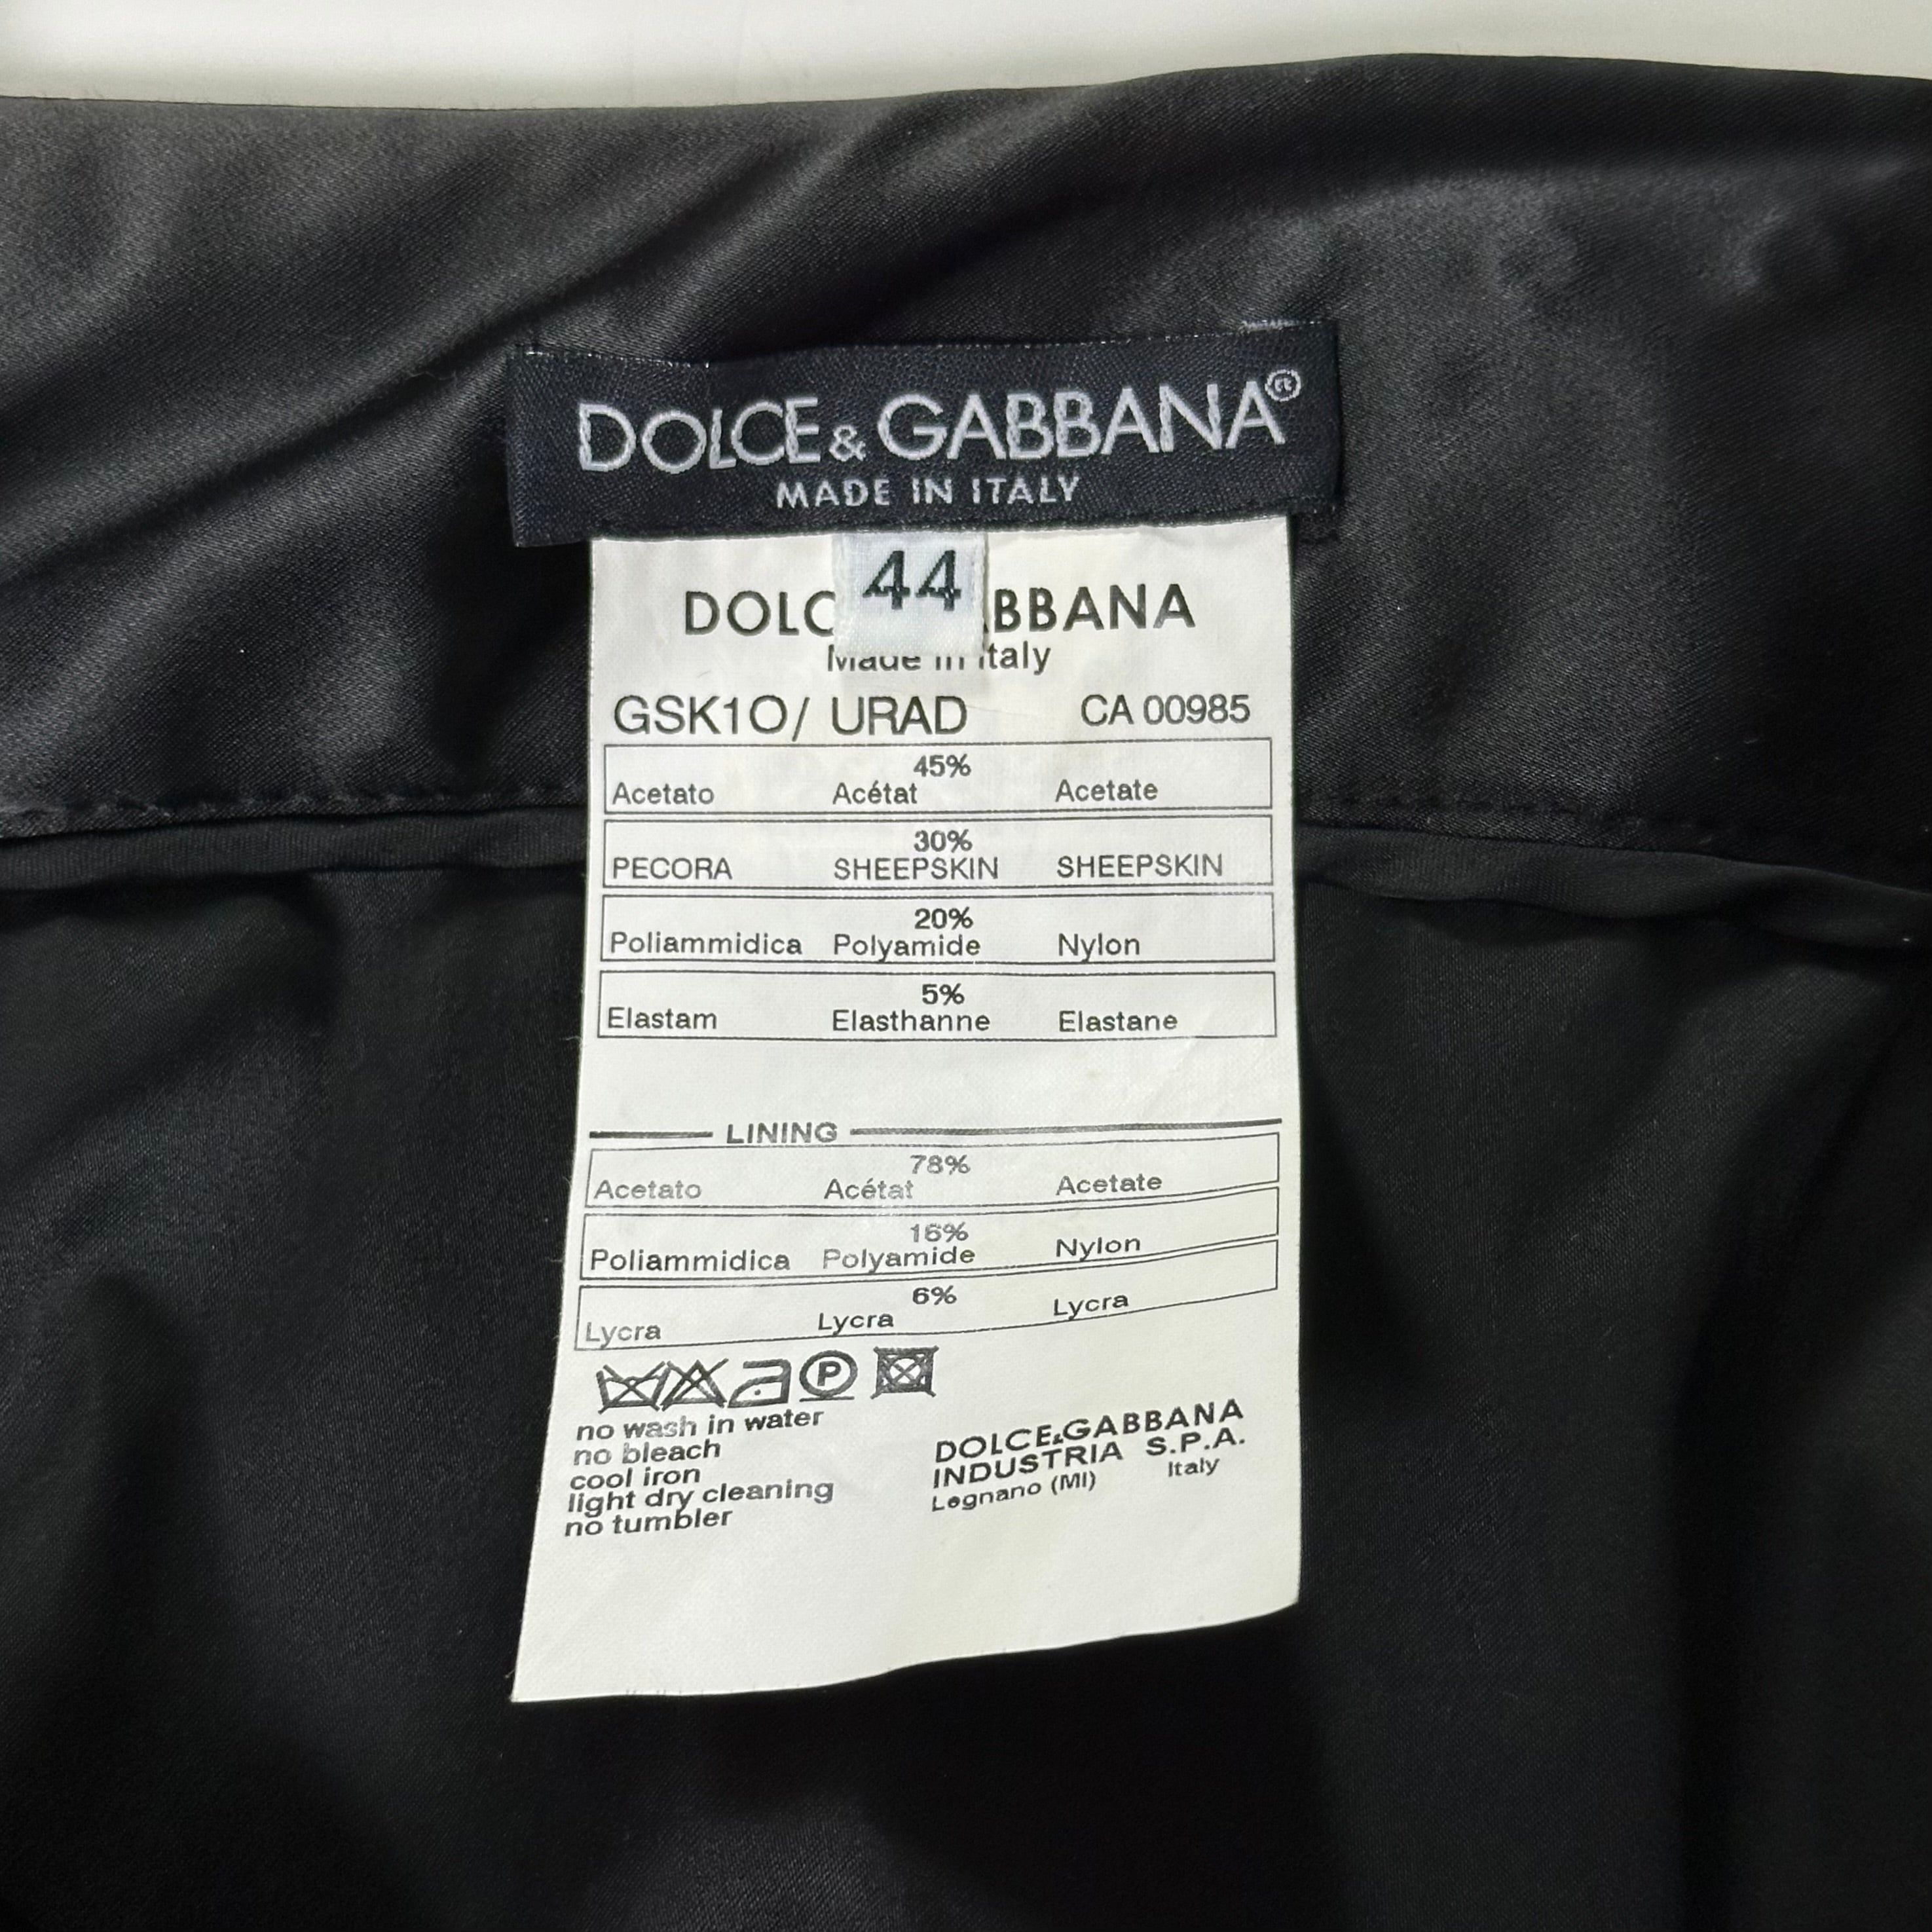 DOLCE & GABBANA®
MADE IN ITALY
44
DOLC BBANA
Made in Italy
GSK1O/ URAD CA 00985
45%
Acetato Acétat Acetate
30%
PECORA SHEEPSKIN SHEEPSKIN
20%
Poliammidica Polyamide Nylon
5%
Elastam Elasthanne Elastane
LINING
78%
Acetato Acétat Acetate
16%
Poliammidica Polyamide Nylon
6%
Lycra Lycra Lycra
P
no wash in water
no bleach
cool iron
light dry cleaning
no tumbler
DOLCE&GABBANA
INDUSTRIA S.P.A.
Legnano (MI) Italy